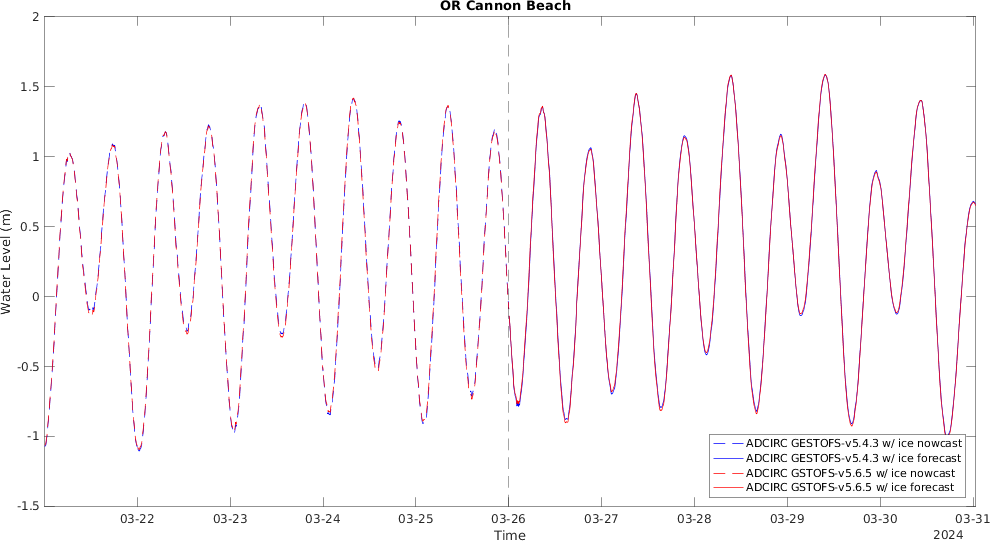 OR Cannon Beach
2
1.5
1
0.5
0
-0.5
-1
-1.5
Water Level (m)
ADCIRC GESTOFS-v5.4.3 w/ ice nowcast
ADCIRC GESTOFS-v5.4.3 w/ ice forecast
ADCIRC GSTOFS-v5.6.5 w/ ice nowcast
ADCIRC GSTOFS-v5.6.5 w/ ice forecast
03-22 03-23 03-24 03-25 03-26 03-27 03-28 03-29 03-30 03-31
Time
2024